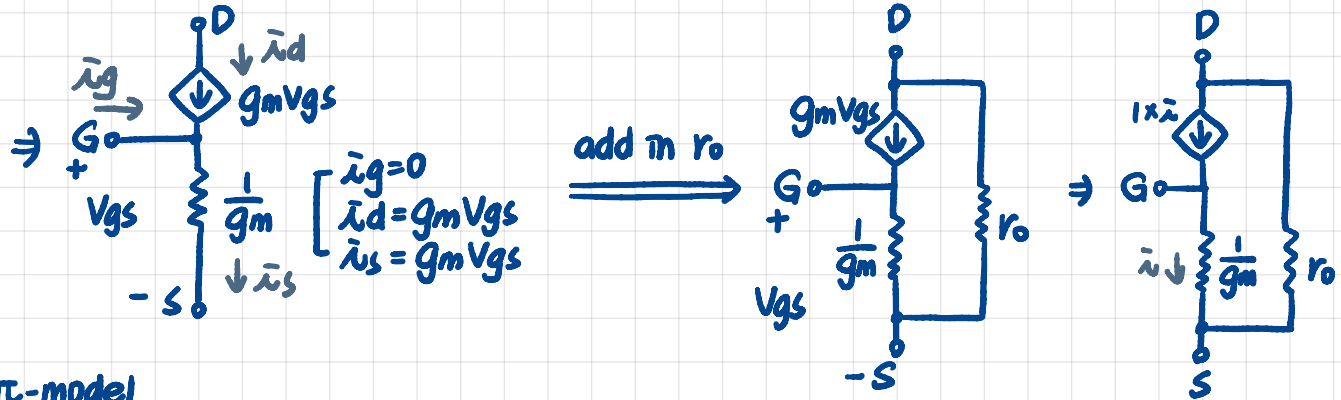 D
id
ig
gmVgs
⇒ G
+
Vgs
1/gm
ig=0
id=gmVgs
is=gmVgs
is
- S
add in ro
D
gmVgs
G
+
1/gm
ro
Vgs
- S
⇒
D
1×i
G
i
1/gm
ro
S
π-model